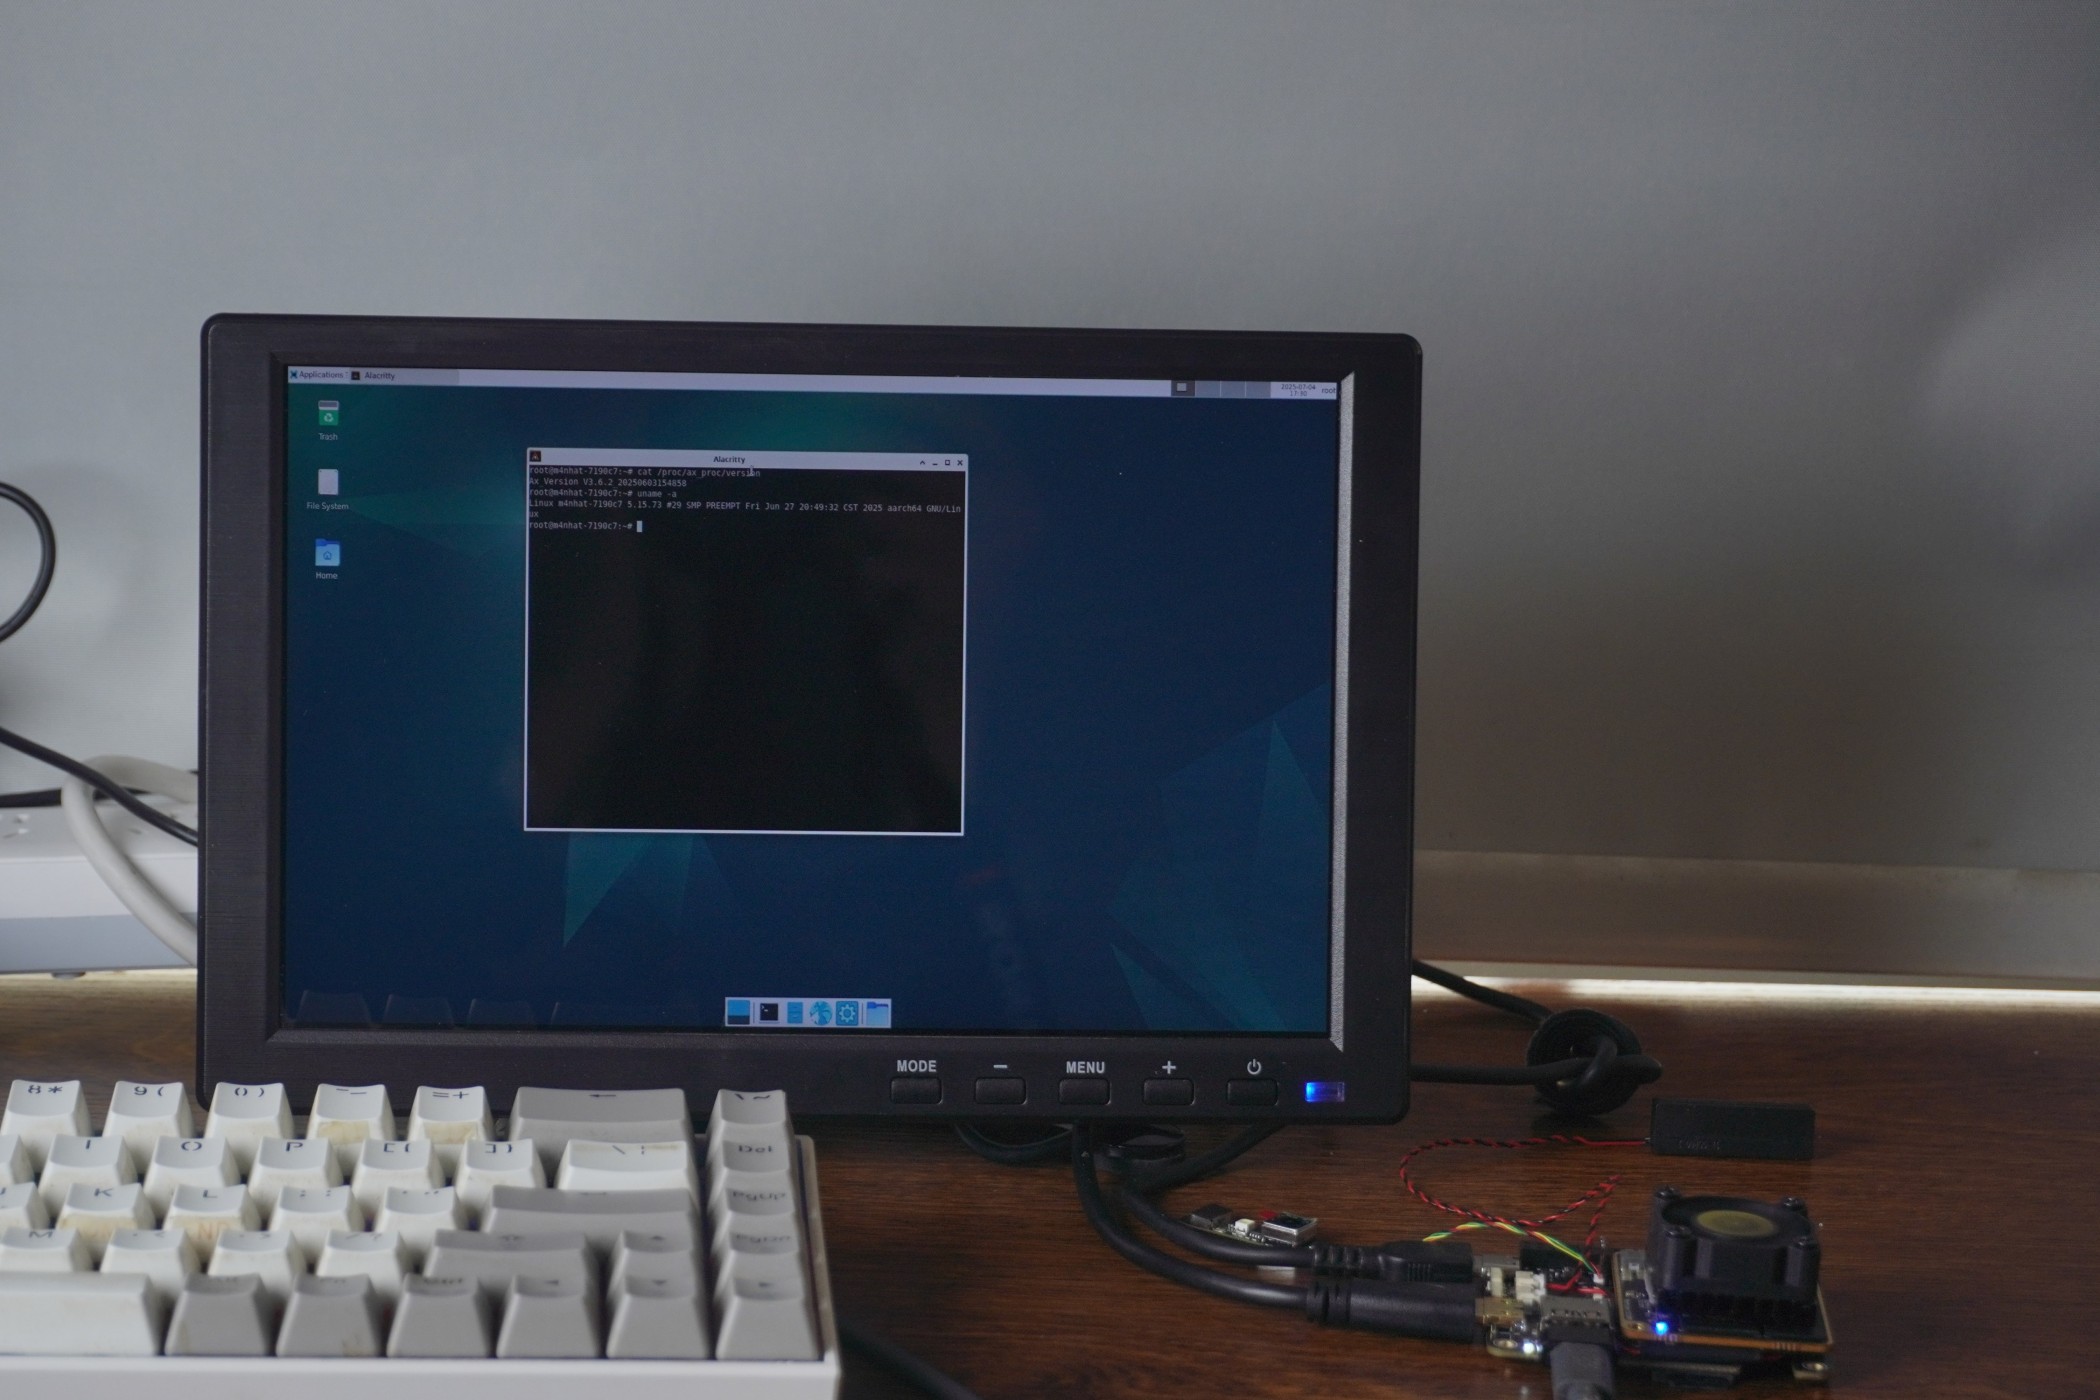 Applications Alacritty
2025-07-04
17:30
root
Trash
File System
Home
Alacritty
root@m4nhat-7190c7:~# cat /proc/ax_proc/version
Ax Version V3.6.2 20250603154858
root@m4nhat-7190c7:~# uname -a
Linux m4nhat-7190c7 5.15.73 #29 SMP PREEMPT Fri Jun 27 20:49:32 CST 2025 aarch64 GNU/Lin
ux
root@m4nhat-7190c7:~#
MODE − MENU +
8* 9( 0) -_ =+ ← \~
I O P [{ ]} \| Del
K L ;: '" PgUp
M PgDn